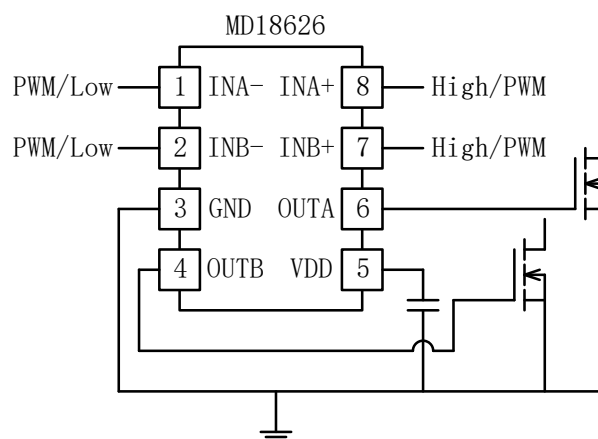 MD18626
PWM/Low 1 INA- INA+ 8 High/PWM
PWM/Low 2 INB- INB+ 7 High/PWM
3 GND OUTA 6
4 OUTB VDD 5